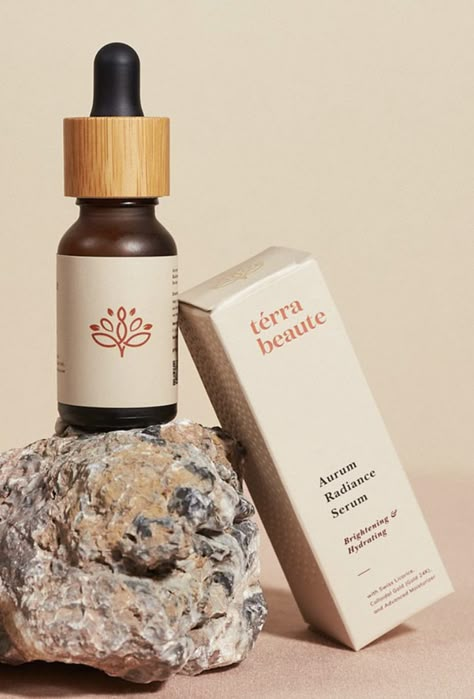 térra
beaute
Aurum
Radiance
Serum
Brightening &
Hydrating
with Swiss Licorice,
Colloidal Gold (Gold 24K),
and Advanced Moisturizer